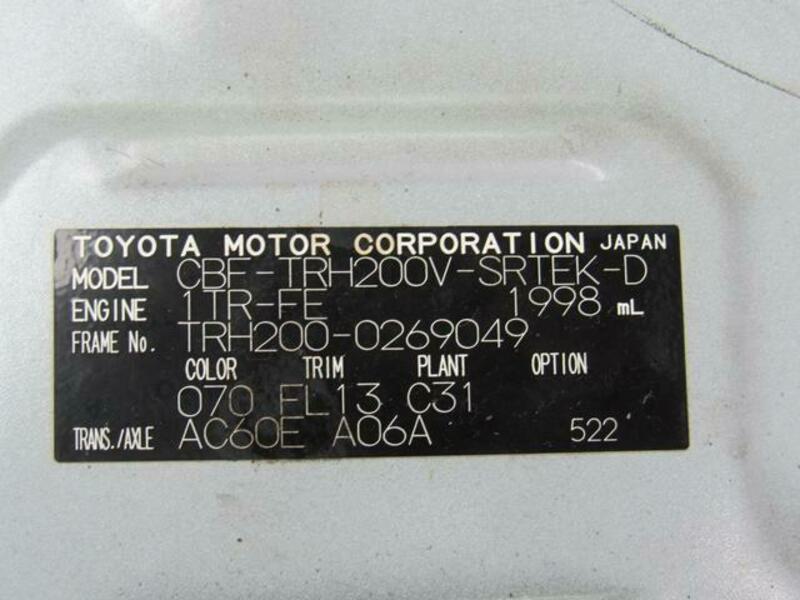 TOYOTA MOTOR CORPORATION JAPAN
MODEL CBF-TRH200V-SRTEK-D
ENGINE 1TR-FE 1998 mL
FRAME No. TRH200-0269049
COLOR TRIM PLANT OPTION
070 FL13 C31
TRANS./AXLE AC60E A06A 522